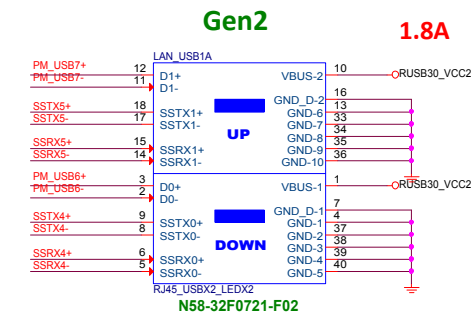 Gen2
1.8A
LAN_USB1A
PM_USB7+ 12 D1+ VBUS-2 10 RUSB30_VCC2
PM_USB7- 11 D1-
GND_D-2 16
SSTX5+ 18 SSTX1+ GND-6 13
SSTX5- 17 SSTX1- GND-7 33
UP GND-8 34
SSRX5+ 15 SSRX1+ GND-9 35
SSRX5- 14 SSRX1- GND-10 36
PM_USB6+ 3 D0+ VBUS-1 1 RUSB30_VCC2
PM_USB6- 2 D0-
GND_D-1 7
SSTX4+ 9 SSTX0+ GND-1 4
SSTX4- 8 SSTX0- GND-2 37
DOWN GND-3 38
SSRX4+ 6 SSRX0+ GND-4 39
SSRX4- 5 SSRX0- GND-5 40
RJ45_USBX2_LEDX2
N58-32F0721-F02